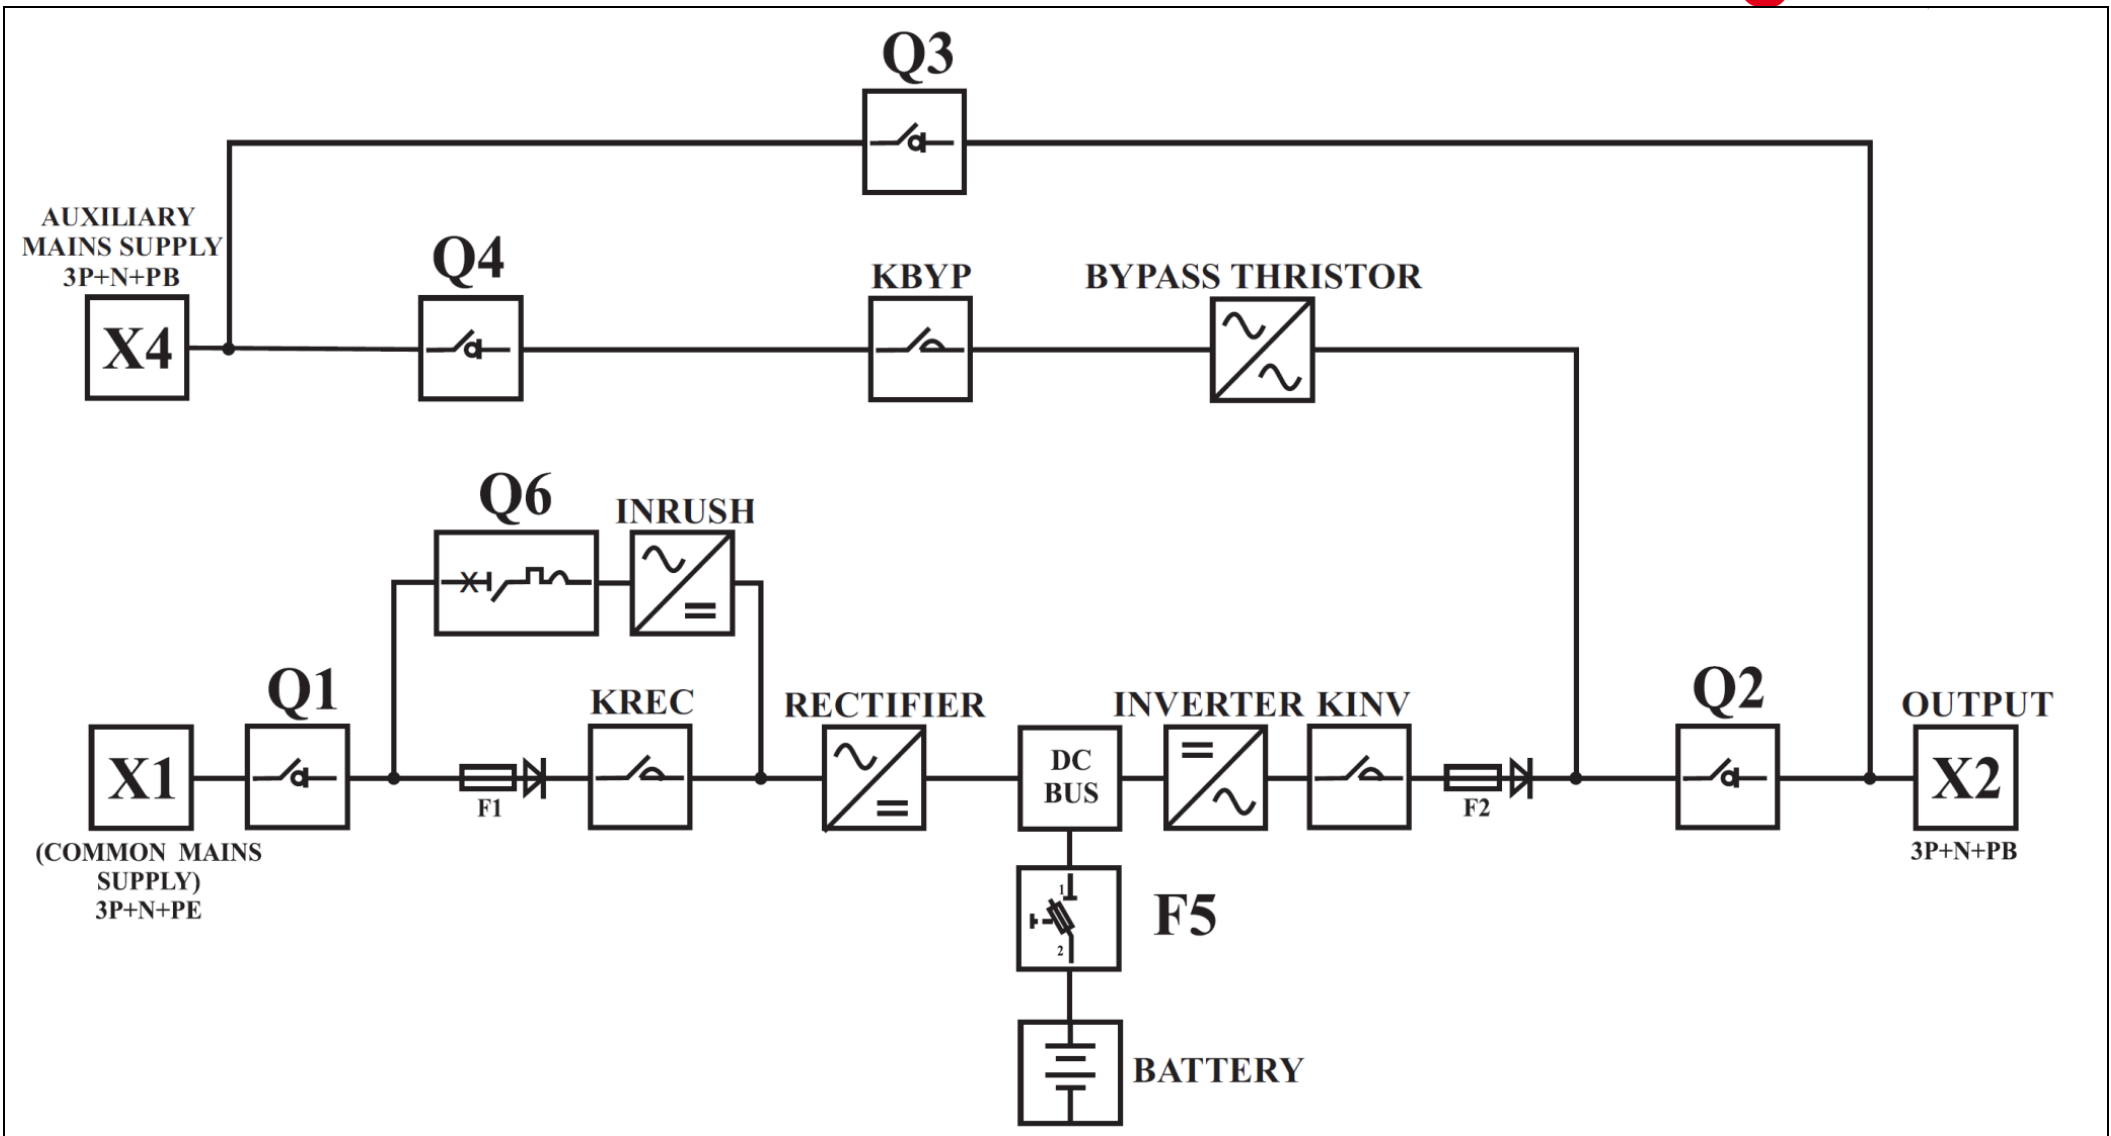 Q3
AUXILIARY
MAINS SUPPLY
3P+N+PB
X4
Q4
KBYP
BYPASS THRISTOR
Q6
INRUSH
X1
(COMMON MAINS
SUPPLY)
3P+N+PE
Q1
F1
KREC
RECTIFIER
DC
BUS
INVERTER
KINV
F2
Q2
OUTPUT
X2
3P+N+PB
1
2
F5
BATTERY